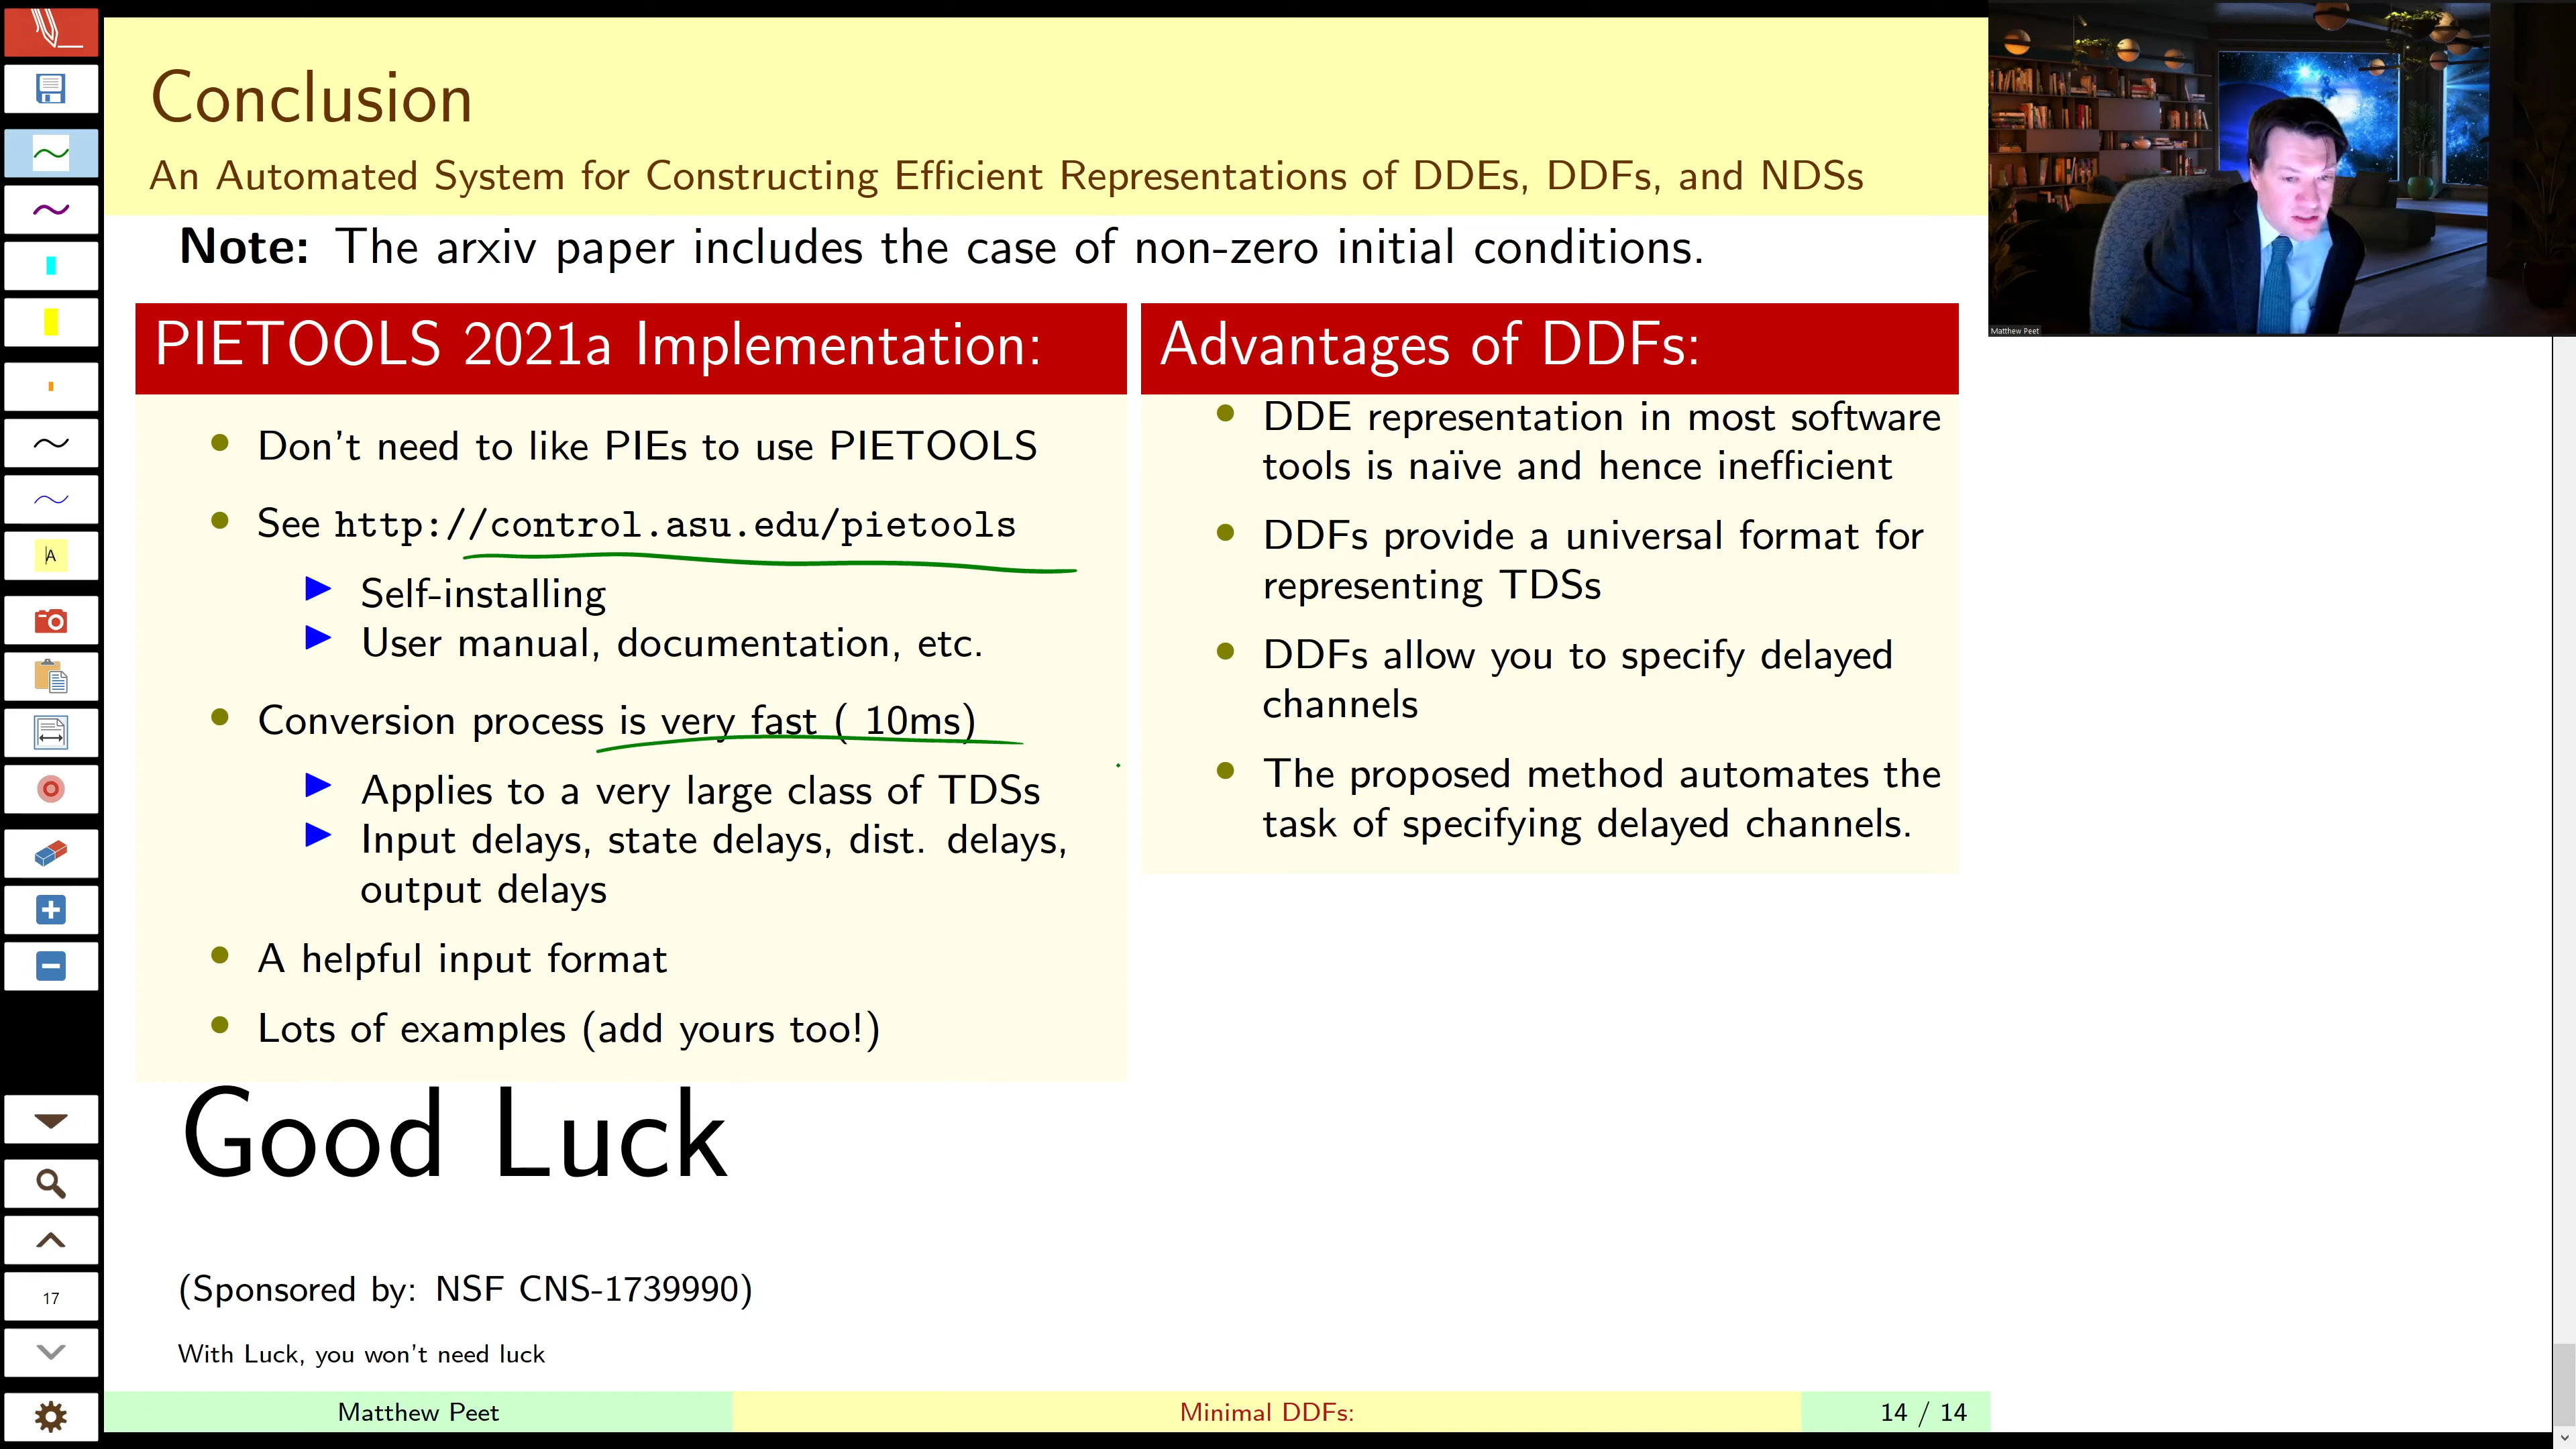 Conclusion
An Automated System for Constructing Efficient Representations of DDEs, DDFs, and NDSs
Note: The arxiv paper includes the case of non-zero initial conditions.
PIETOOLS 2021a Implementation:
Don't need to like PIEs to use PIETOOLS
See http://control.asu.edu/pietools
Self-installing
User manual, documentation, etc.
Conversion process is very fast ( 10ms)
Applies to a very large class of TDSs
Input delays, state delays, dist. delays,
output delays
A helpful input format
Lots of examples (add yours too!)
Advantages of DDFs:
DDE representation in most software
tools is naïve and hence inefficient
DDFs provide a universal format for
representing TDSs
DDFs allow you to specify delayed
channels
The proposed method automates the
task of specifying delayed channels.
Good Luck
(Sponsored by: NSF CNS-1739990)
With Luck, you won't need luck
Matthew Peet
Minimal DDFs:
14 / 14
Matthew Peet
A
17